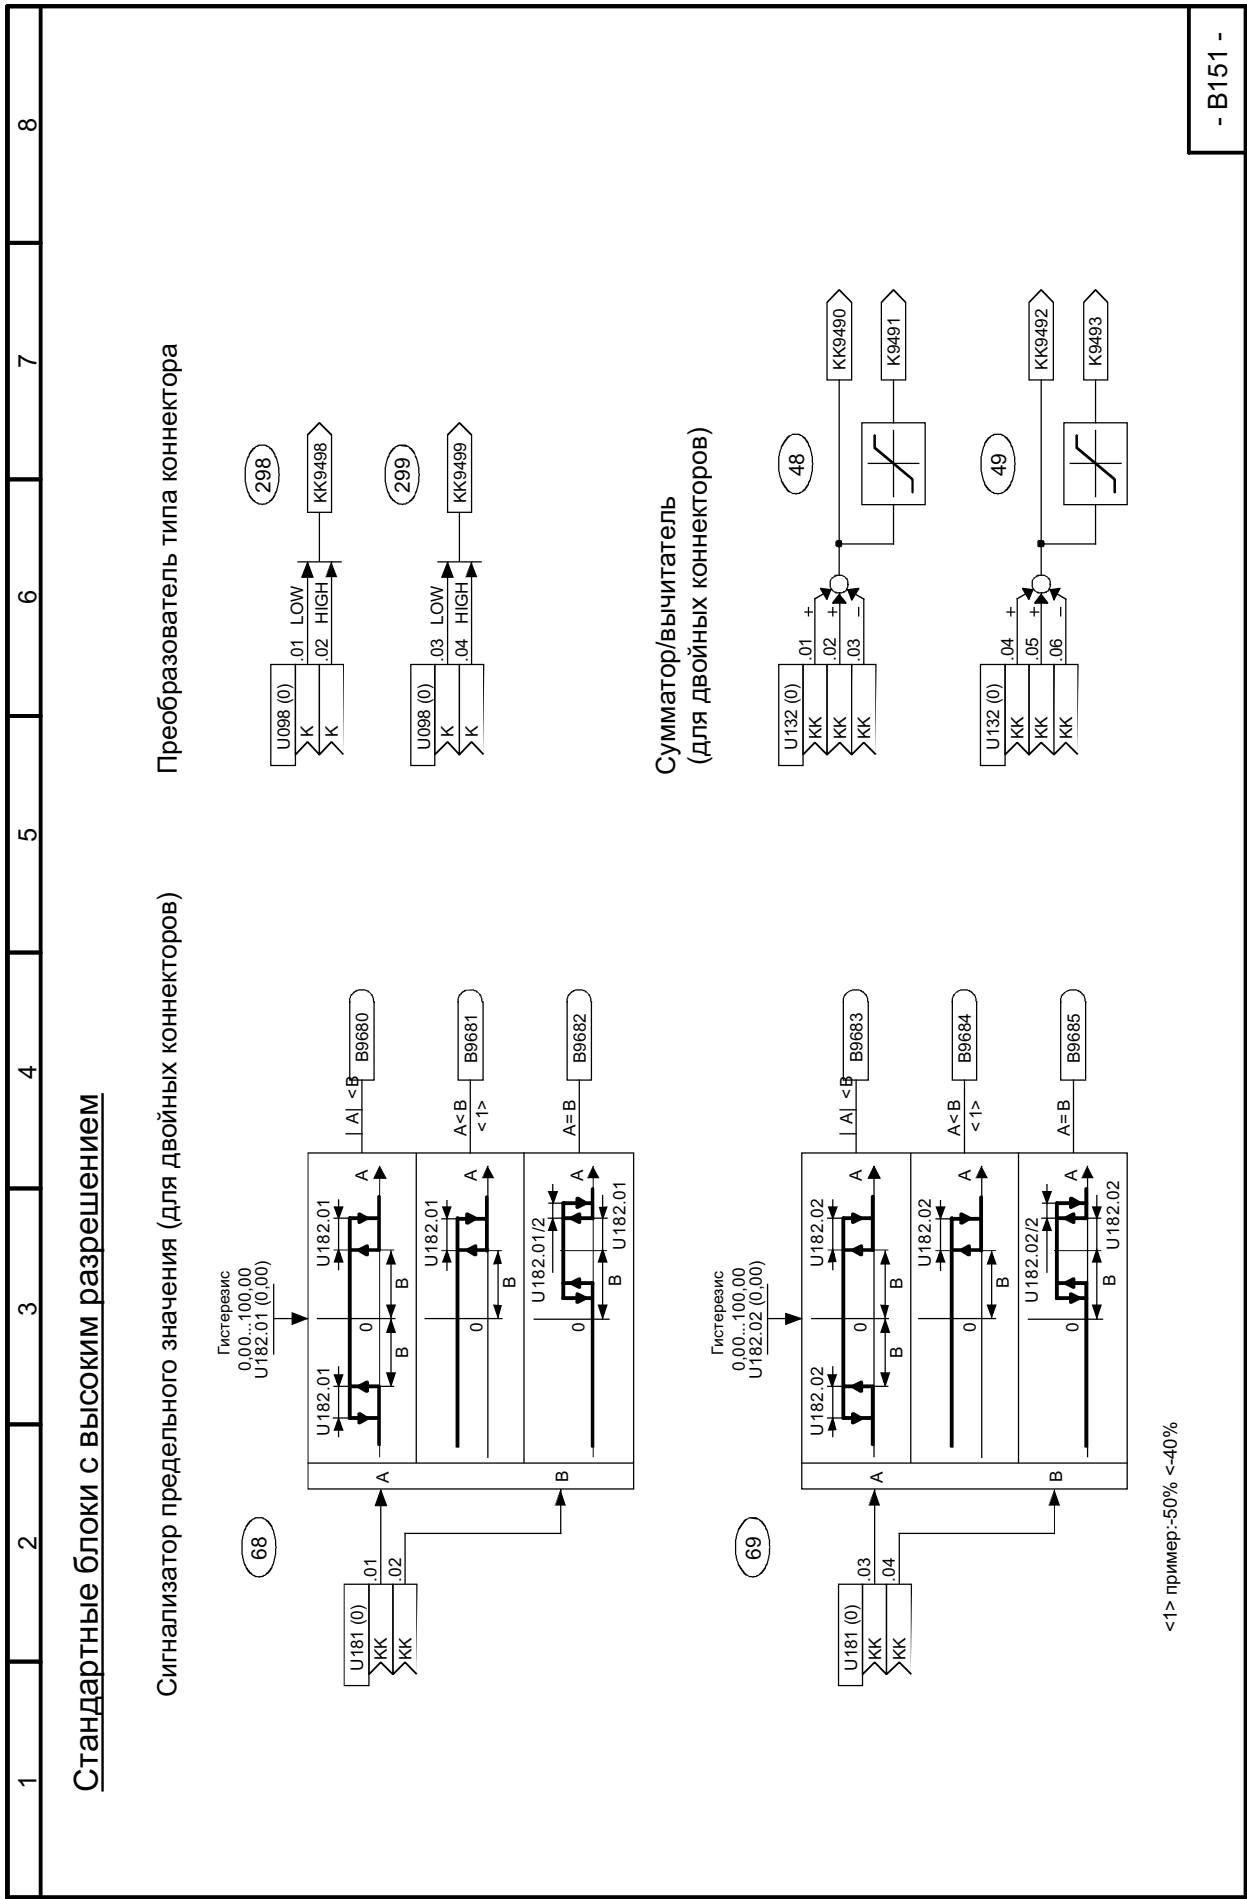 1 2 3 4 5 6 7 8
Стандартные блоки с высоким разрешением
Сигнализатор предельного значения (для двойных коннекторов)
68
Гистерезис
0,00...100,00
U182.01 (0,00)
U181 (0)
KK .01
KK .02
A
B
U182.01 U182.01
B B
0
A
|A| <B
B9680
U182.01
B
0
A
A<B
<1>
B9681
U182.01/2
U182.01
B
0
A
A=B
B9682
69
Гистерезис
0,00...100,00
U182.02 (0,00)
U181 (0)
KK .03
KK .04
A
B
U182.02 U182.02
B B
0
A
|A| <B
B9683
U182.02
B
0
A
A<B
<1>
B9684
U182.02/2
U182.02
B
0
A
A=B
B9685
<1> пример:-50% <-40%
Преобразователь типа коннектора
298
U098 (0)
K .01 LOW
K .02 HIGH
KK9498
299
U098 (0)
K .03 LOW
K .04 HIGH
KK9499
Сумматор/вычитатель
(для двойных коннекторов)
48
U132 (0)
KK .01 +
KK .02 +
KK .03 –
KK9490
K9491
49
U132 (0)
KK .04 +
KK .05 +
KK .06 –
KK9492
K9493
- B151 -